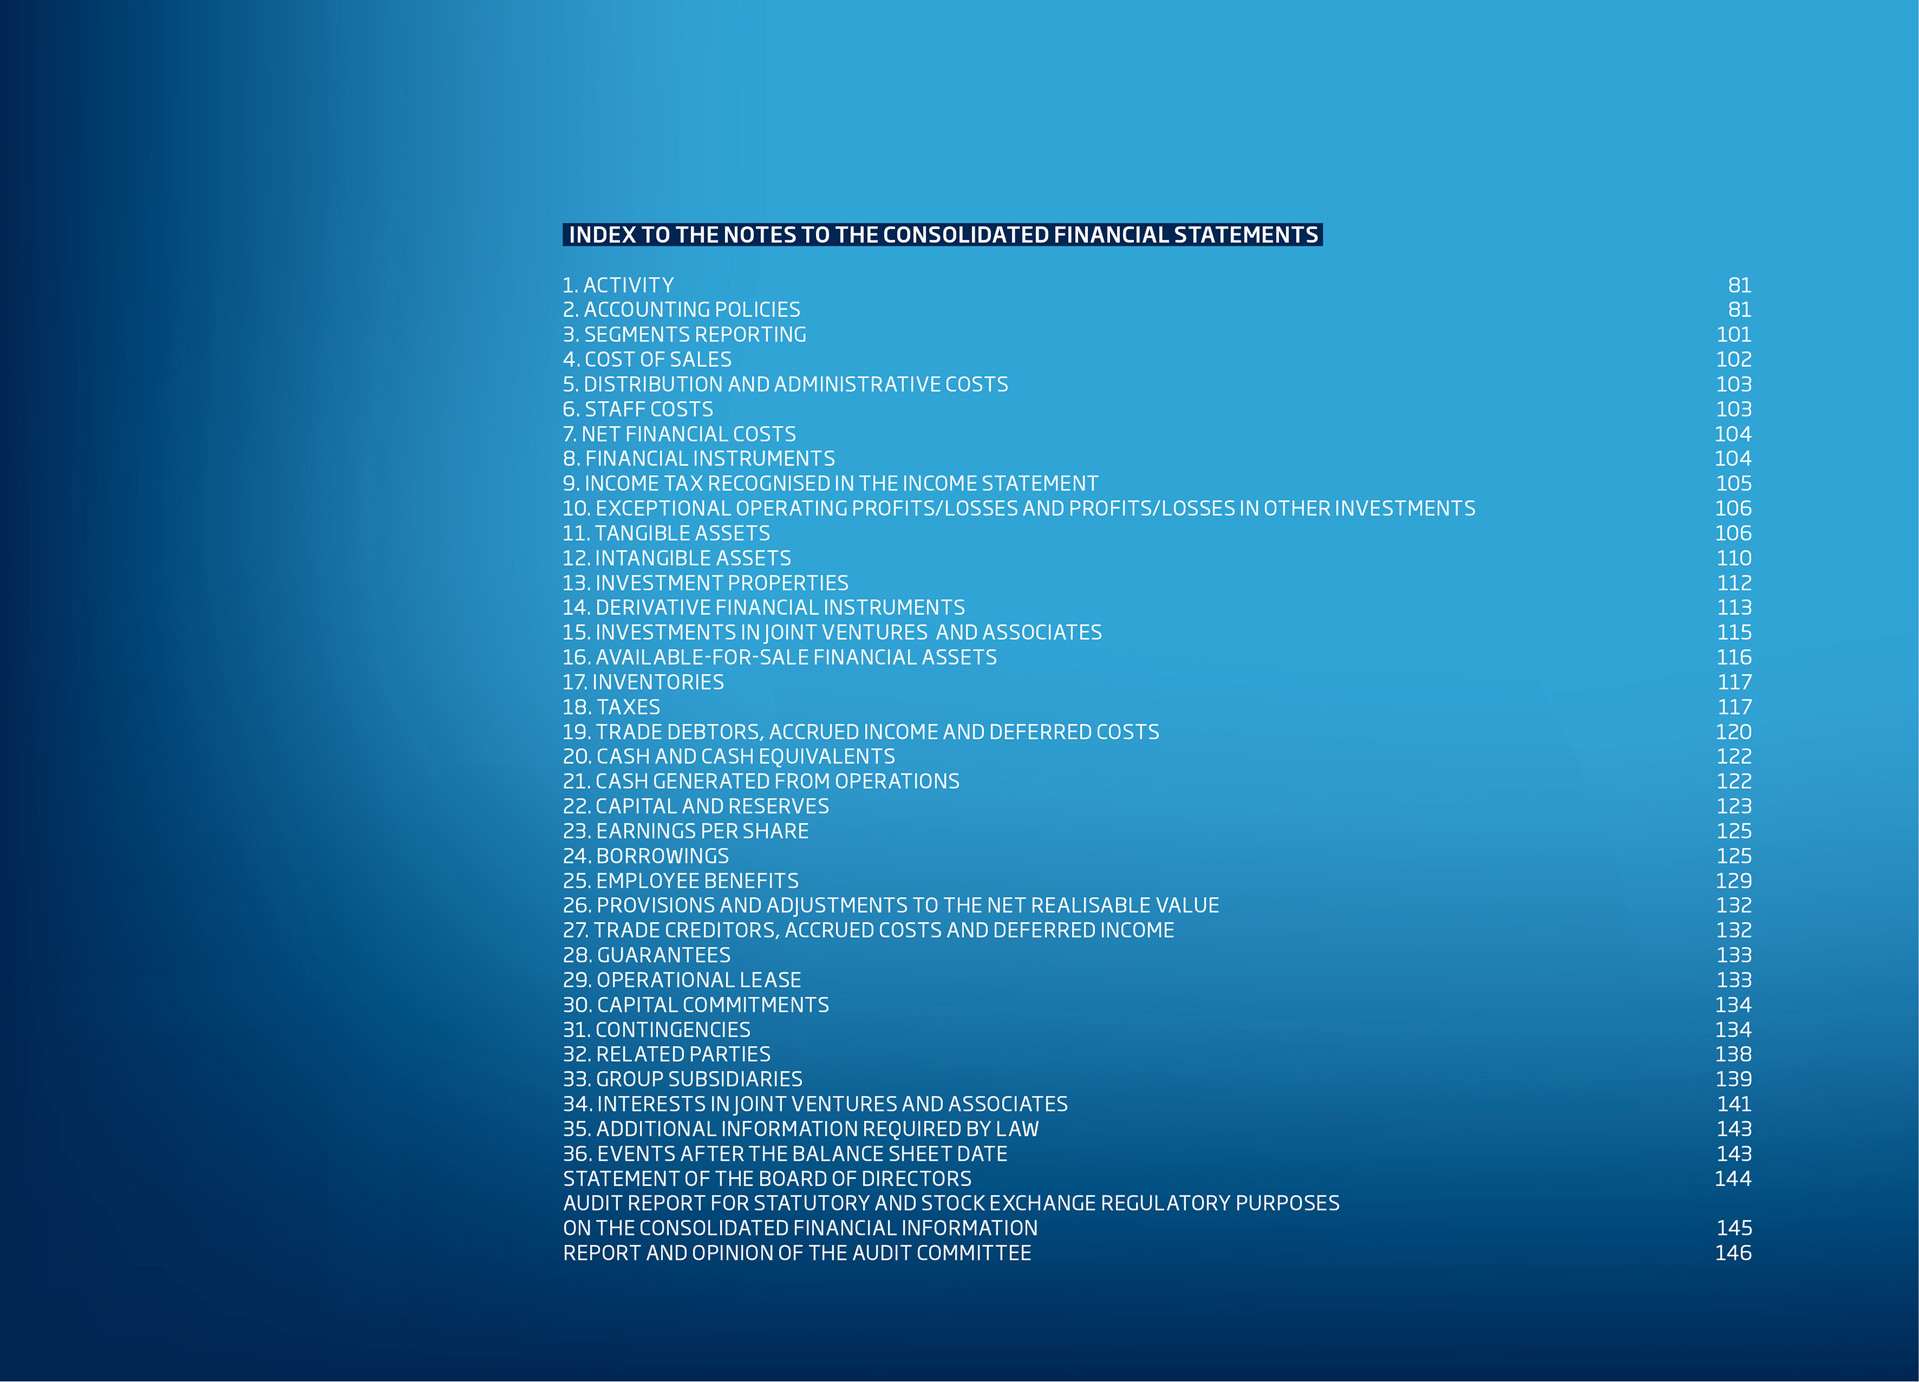 INDEX TO THE NOTES TO THE CONSOLIDATED FINANCIAL STATEMENTS
1. ACTIVITY 81
2. ACCOUNTING POLICIES 81
3. SEGMENTS REPORTING 101
4. COST OF SALES 102
5. DISTRIBUTION AND ADMINISTRATIVE COSTS 103
6. STAFF COSTS 103
7. NET FINANCIAL COSTS 104
8. FINANCIAL INSTRUMENTS 104
9. INCOME TAX RECOGNISED IN THE INCOME STATEMENT 105
10. EXCEPTIONAL OPERATING PROFITS/LOSSES AND PROFITS/LOSSES IN OTHER INVESTMENTS 106
11. TANGIBLE ASSETS 106
12. INTANGIBLE ASSETS 110
13. INVESTMENT PROPERTIES 112
14. DERIVATIVE FINANCIAL INSTRUMENTS 113
15. INVESTMENTS IN JOINT VENTURES AND ASSOCIATES 115
16. AVAILABLE-FOR-SALE FINANCIAL ASSETS 116
17. INVENTORIES 117
18. TAXES 117
19. TRADE DEBTORS, ACCRUED INCOME AND DEFERRED COSTS 120
20. CASH AND CASH EQUIVALENTS 122
21. CASH GENERATED FROM OPERATIONS 122
22. CAPITAL AND RESERVES 123
23. EARNINGS PER SHARE 125
24. BORROWINGS 125
25. EMPLOYEE BENEFITS 129
26. PROVISIONS AND ADJUSTMENTS TO THE NET REALISABLE VALUE 132
27. TRADE CREDITORS, ACCRUED COSTS AND DEFERRED INCOME 132
28. GUARANTEES 133
29. OPERATIONAL LEASE 133
30. CAPITAL COMMITMENTS 134
31. CONTINGENCIES 134
32. RELATED PARTIES 138
33. GROUP SUBSIDIARIES 139
34. INTERESTS IN JOINT VENTURES AND ASSOCIATES 141
35. ADDITIONAL INFORMATION REQUIRED BY LAW 143
36. EVENTS AFTER THE BALANCE SHEET DATE 143
STATEMENT OF THE BOARD OF DIRECTORS 144
AUDIT REPORT FOR STATUTORY AND STOCK EXCHANGE REGULATORY PURPOSES
ON THE CONSOLIDATED FINANCIAL INFORMATION 145
REPORT AND OPINION OF THE AUDIT COMMITTEE 146